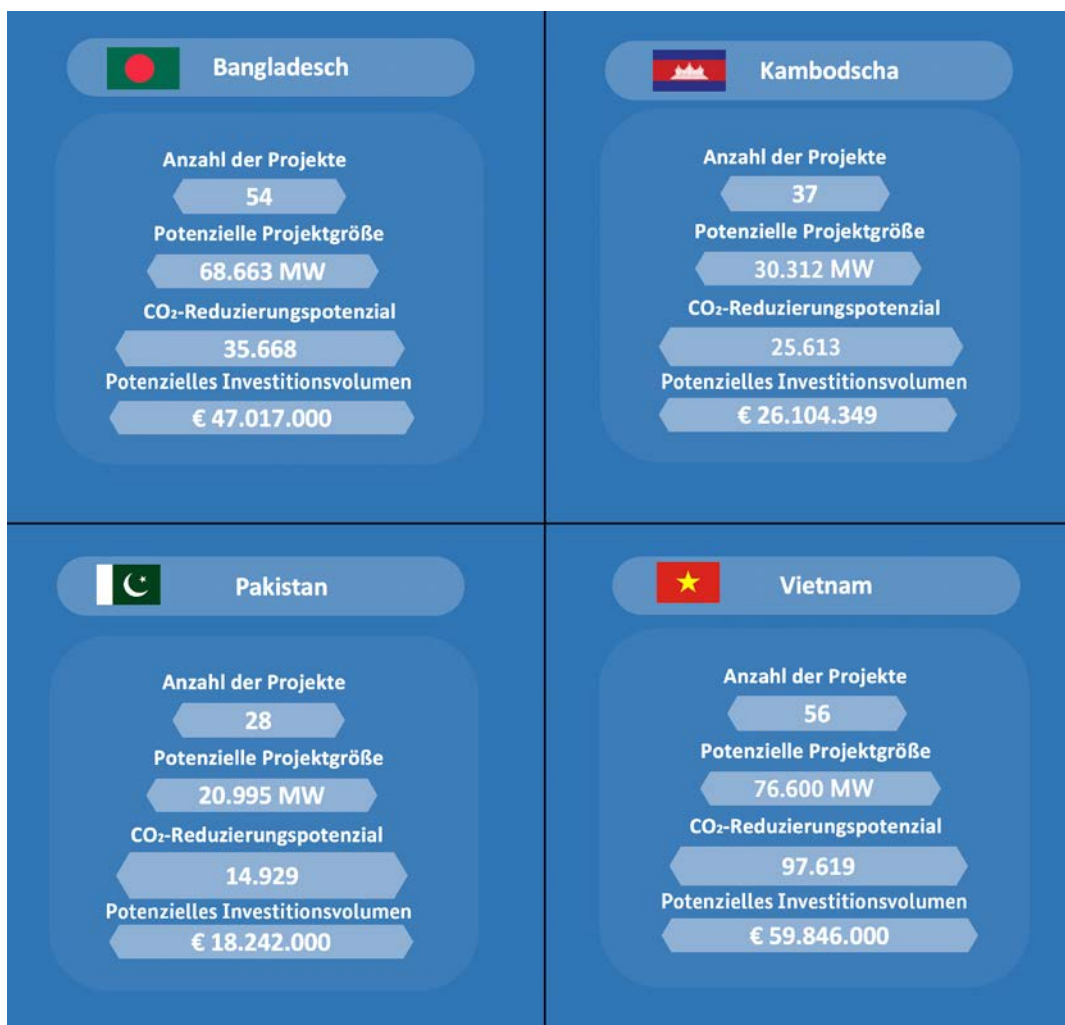 Bangladesch
Anzahl der Projekte
54
Potenzielle Projektgröße
68.663 MW
CO₂-Reduzierungspotenzial
35.668
Potenzielles Investitionsvolumen
€ 47.017.000
Kambodscha
Anzahl der Projekte
37
Potenzielle Projektgröße
30.312 MW
CO₂-Reduzierungspotenzial
25.613
Potenzielles Investitionsvolumen
€ 26.104.349
Pakistan
Anzahl der Projekte
28
Potenzielle Projektgröße
20.995 MW
CO₂-Reduzierungspotenzial
14.929
Potenzielles Investitionsvolumen
€ 18.242.000
Vietnam
Anzahl der Projekte
56
Potenzielle Projektgröße
76.600 MW
CO₂-Reduzierungspotenzial
97.619
Potenzielles Investitionsvolumen
€ 59.846.000